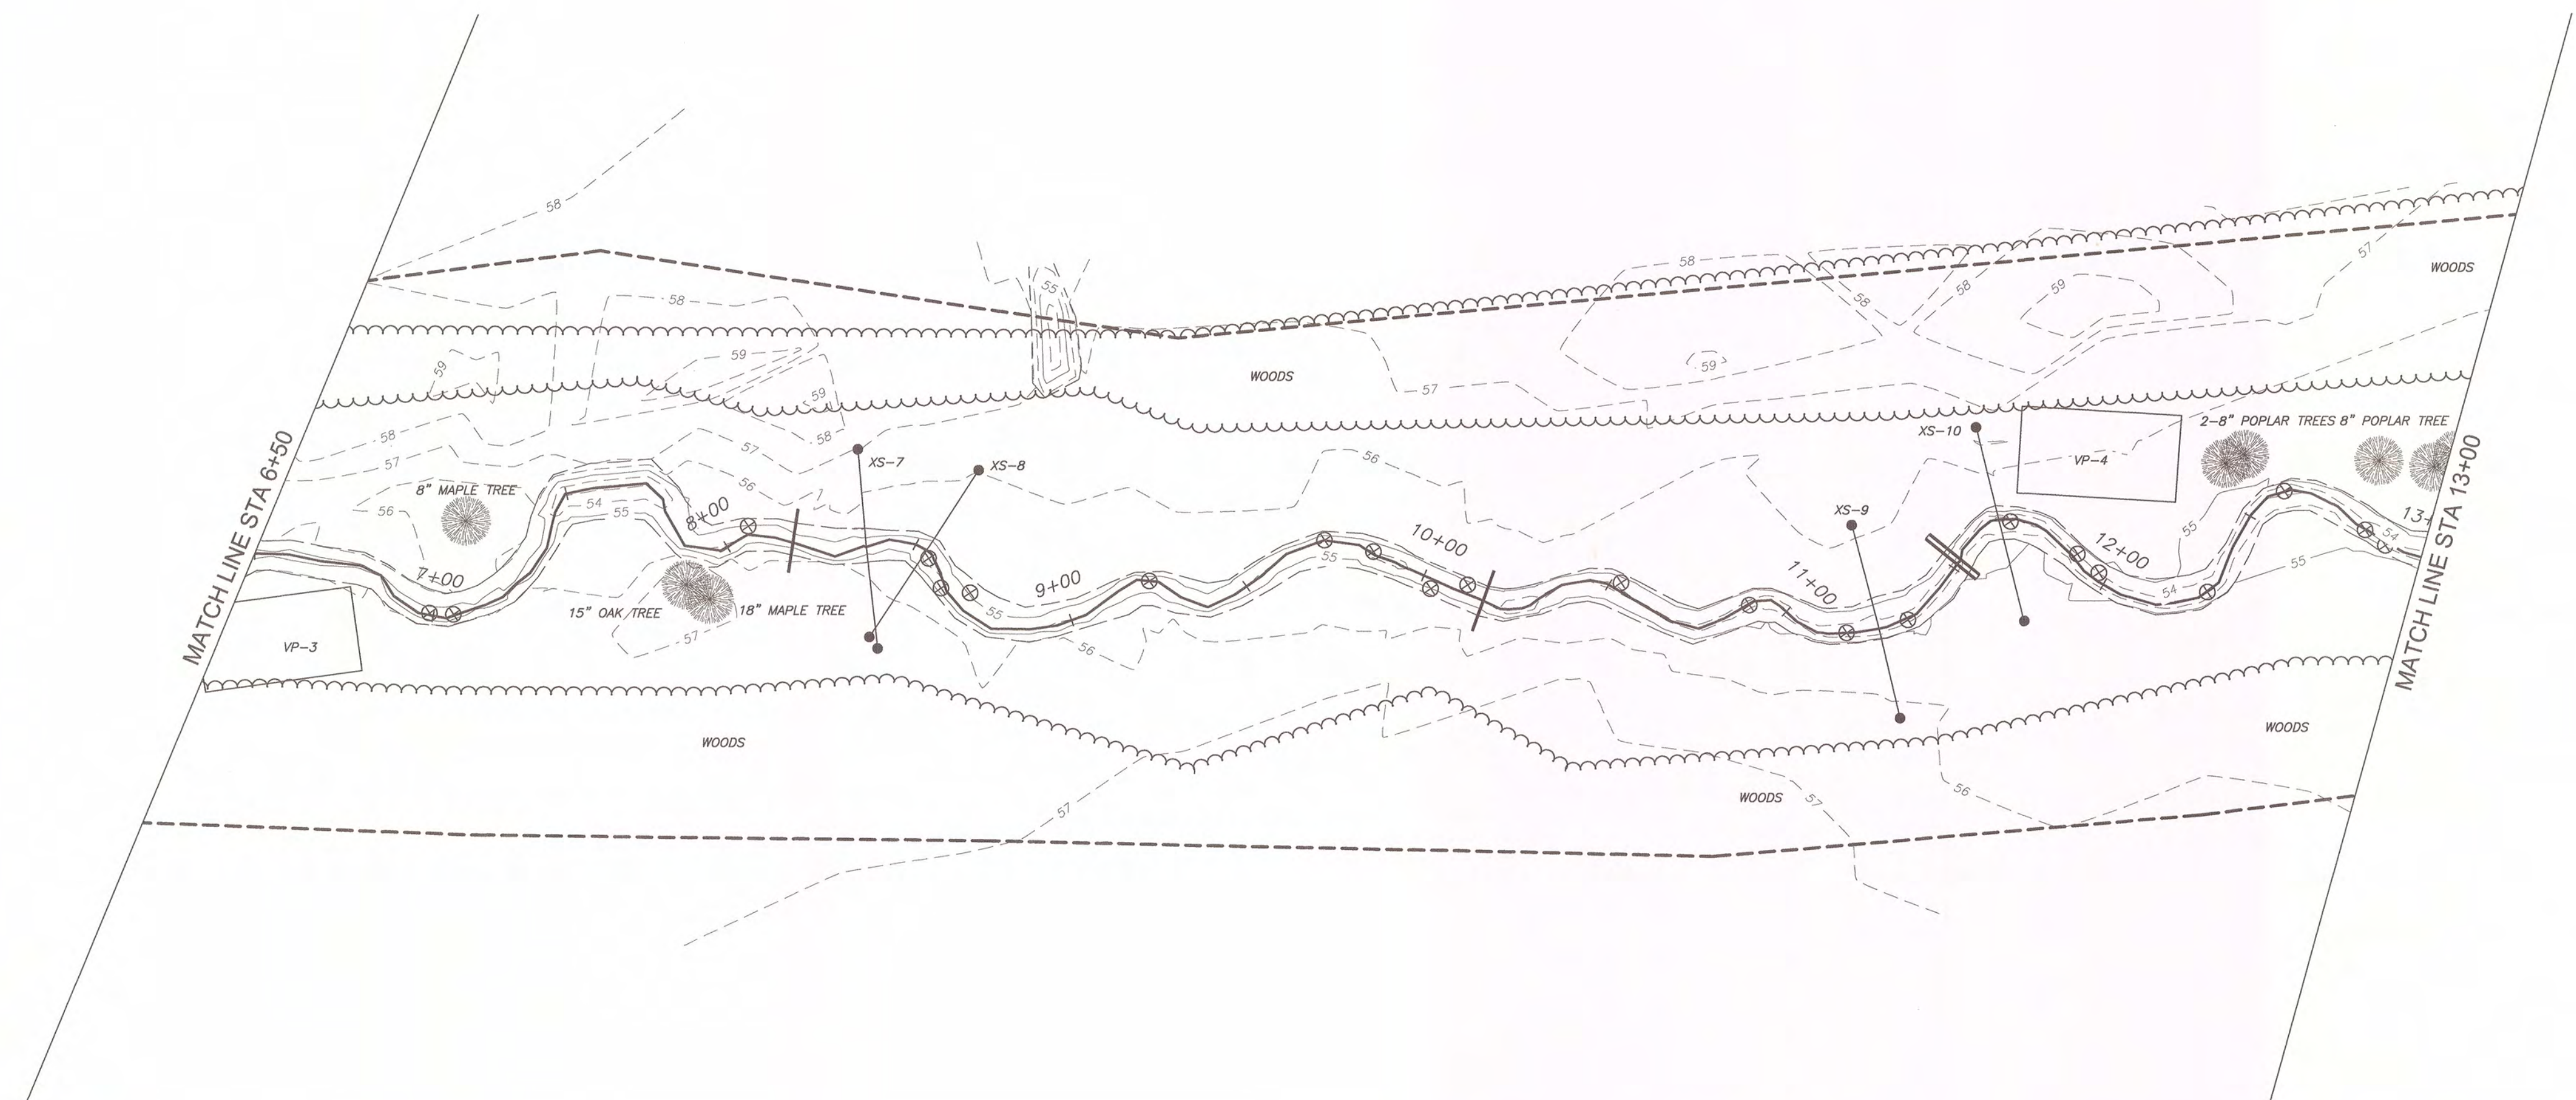 58
57
WOODS
58
55
58
58
58
59
59
59
WOODS
57
59
59
2-8" POPLAR TREES
8" POPLAR TREE
XS-10
58
58
57
57
56
VP-4
XS-7
XS-8
MATCH LINE STA 6+50
MATCH LINE STA 13+00
56
8" MAPLE TREE
54
55
56
8+00
XS-9
13+
55
54
10+00
12+00
55
55
7+00
9+00
11+00
54
15" OAK TREE
18" MAPLE TREE
55
57
VP-3
56
WOODS
WOODS
WOODS
57
57
56